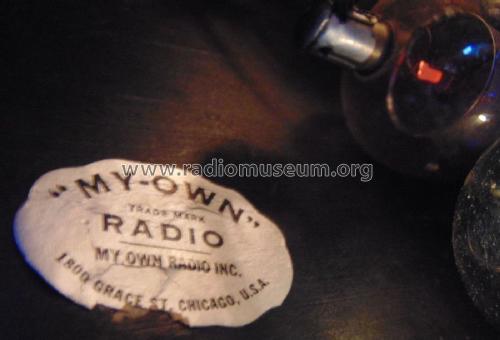 www.radiomuseum.org
"MY-OWN"
TRADE MARK
RADIO
MY OWN RADIO INC.
1800 GRACE ST. CHICAGO, U.S.A.